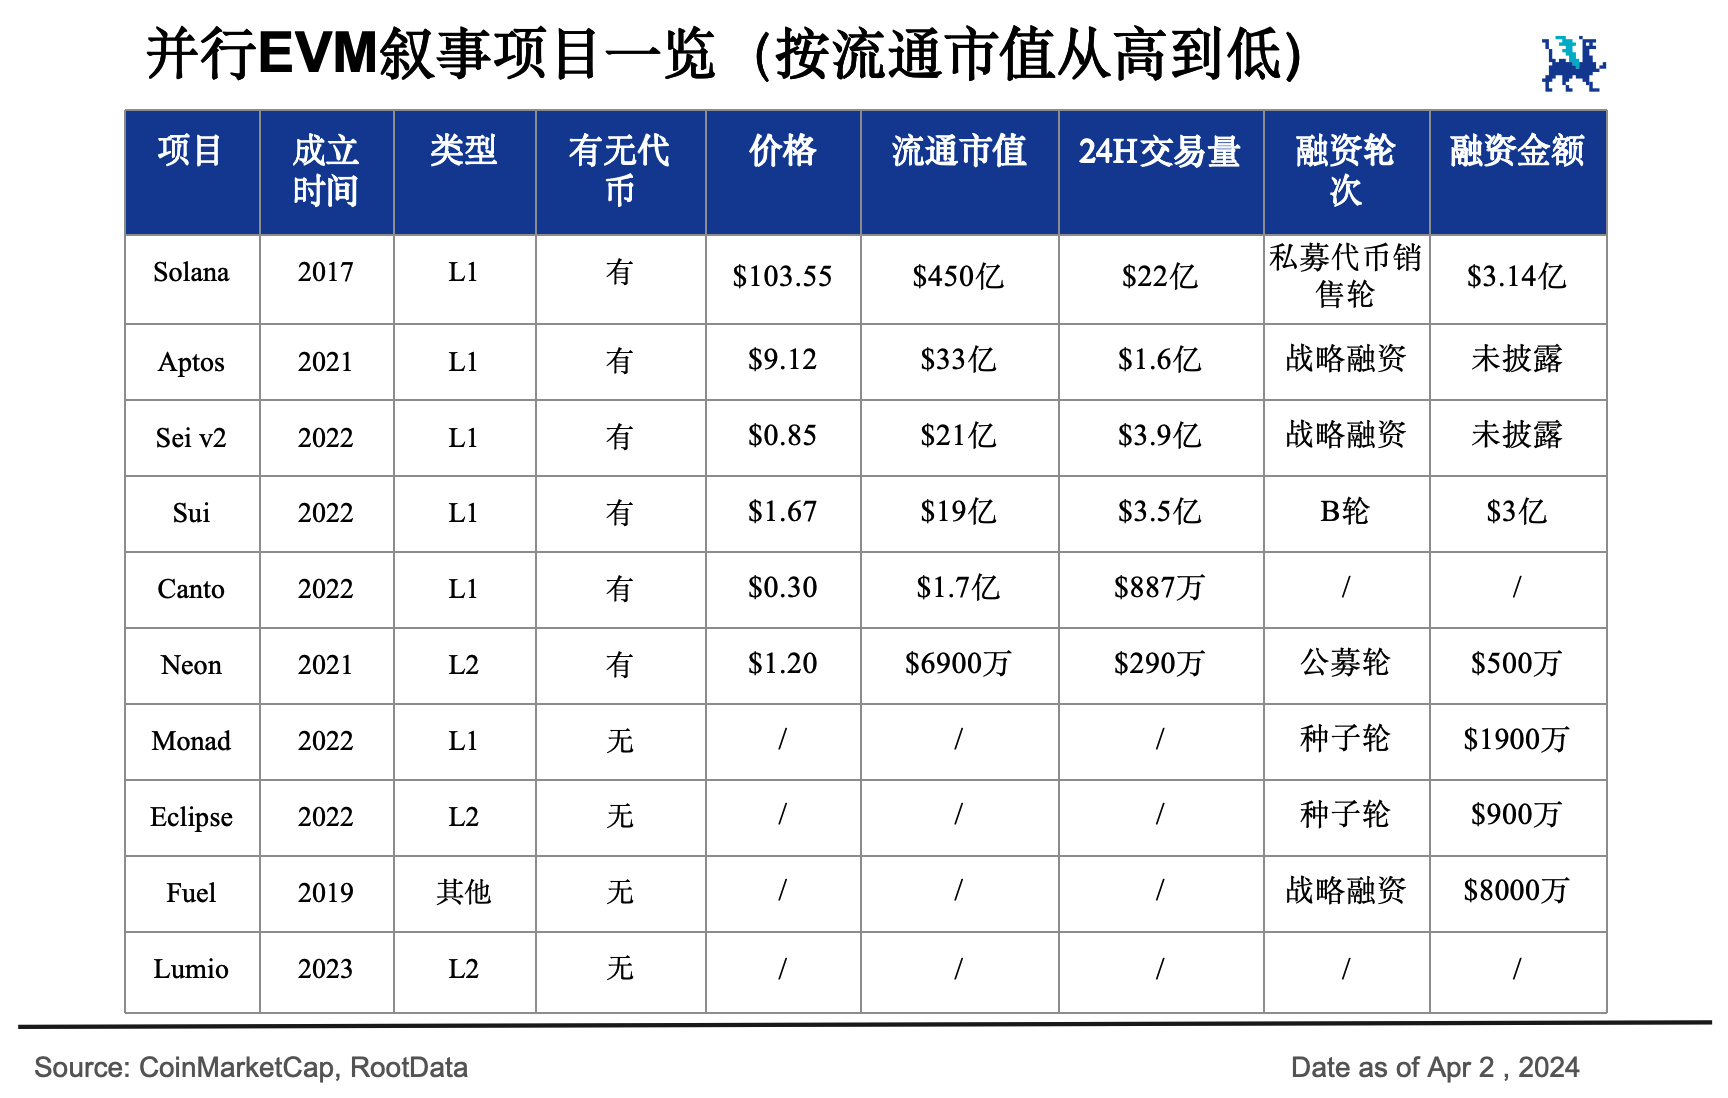 并行EVM叙事项目一览（按流通市值从高到低）
项目 成立时间 类型 有无代币 价格 流通市值 24H交易量 融资轮次 融资金额
Solana 2017 L1 有 $103.55 $450亿 $22亿 私募代币销售轮 $3.14亿
Aptos 2021 L1 有 $9.12 $33亿 $1.6亿 战略融资 未披露
Sei v2 2022 L1 有 $0.85 $21亿 $3.9亿 战略融资 未披露
Sui 2022 L1 有 $1.67 $19亿 $3.5亿 B轮 $3亿
Canto 2022 L1 有 $0.30 $1.7亿 $887万 / /
Neon 2021 L2 有 $1.20 $6900万 $290万 公募轮 $500万
Monad 2022 L1 无 / / / 种子轮 $1900万
Eclipse 2022 L2 无 / / / 种子轮 $900万
Fuel 2019 其他 无 / / / 战略融资 $8000万
Lumio 2023 L2 无 / / / / /
Source: CoinMarketCap, RootData
Date as of Apr 2 , 2024